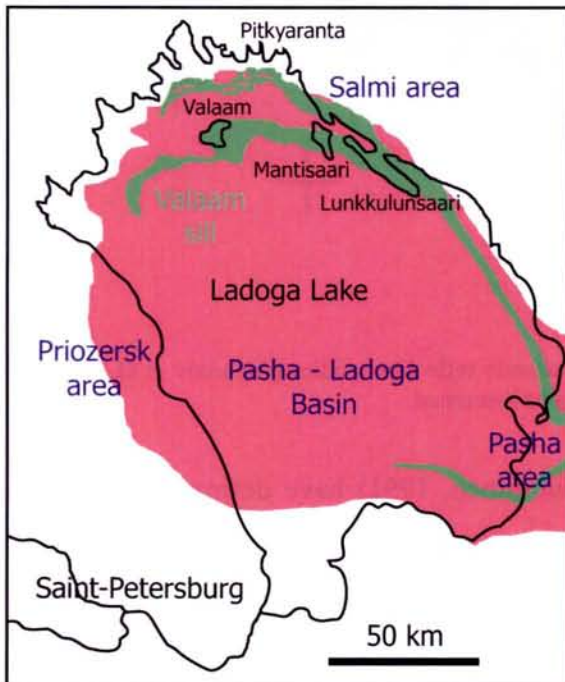 Pitkyaranta
Salmi area
Valaam
Mantisaari
Lunkkulunsaari
Valaam
sill
Ladoga Lake
Priozersk
area
Pasha - Ladoga
Basin
Pasha
area
Saint-Petersburg
50 km